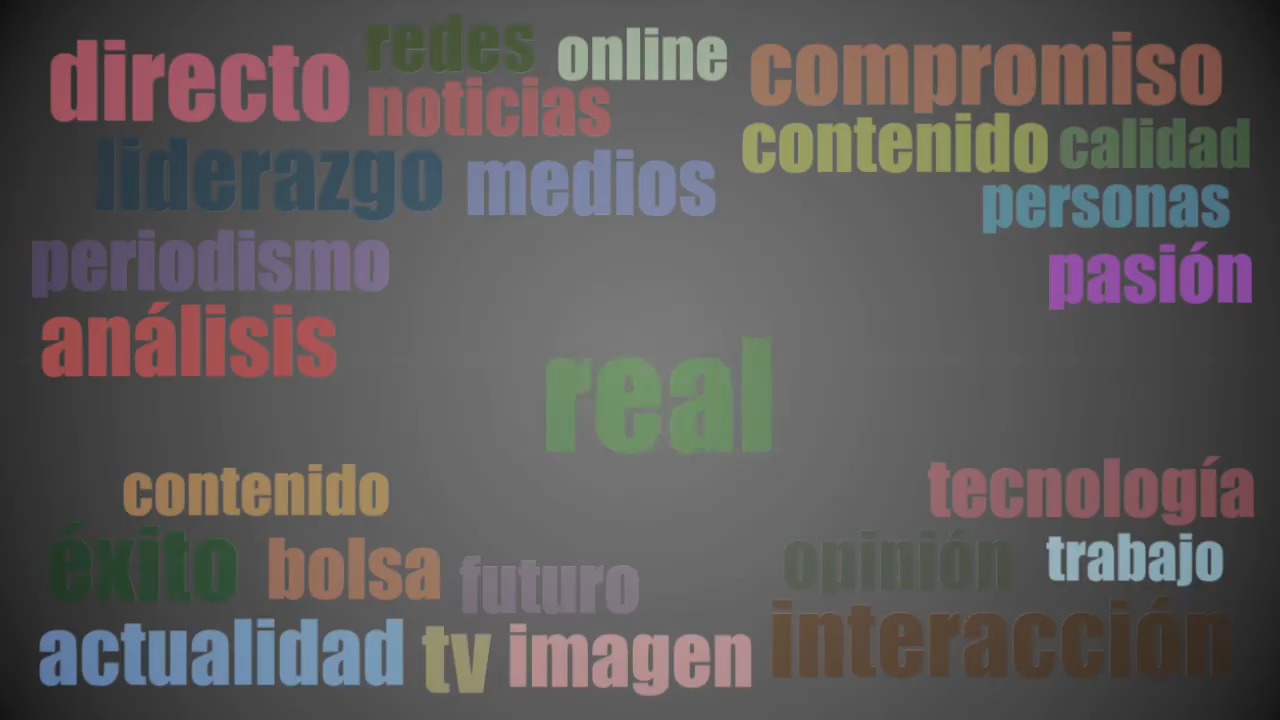 directo
redes
online
compromiso
noticias
contenido
calidad
liderazgo
medios
personas
periodismo
pasión
análisis
real
contenido
tecnología
éxito
bolsa
futuro
opinión
trabajo
actualidad
tv
imagen
interacción